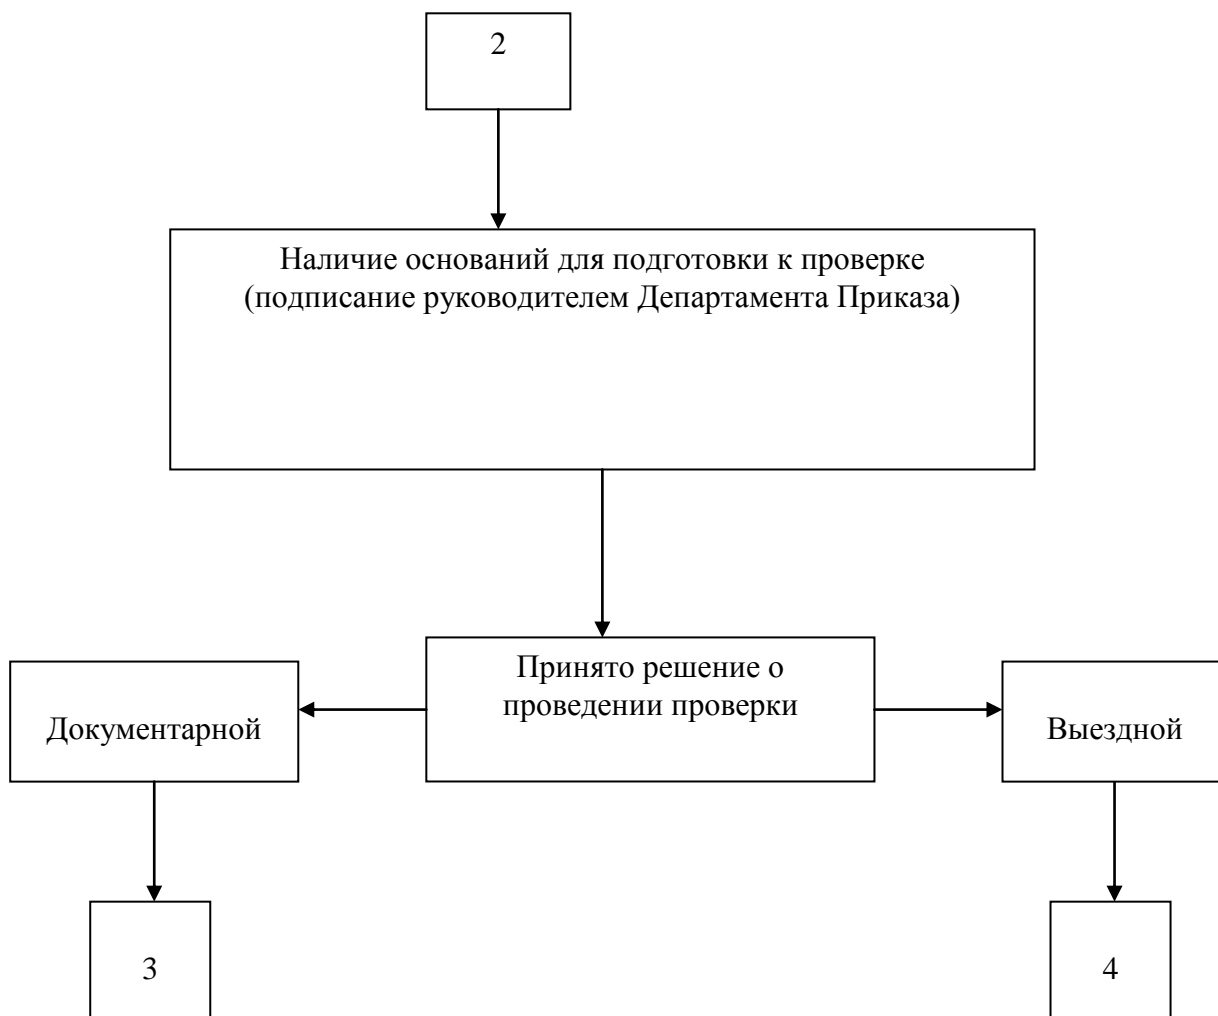 2
Наличие оснований для подготовки к проверке
(подписание руководителем Департамента Приказа)
Принято решение о
проведении проверки
Документарной
Выездной
3
4